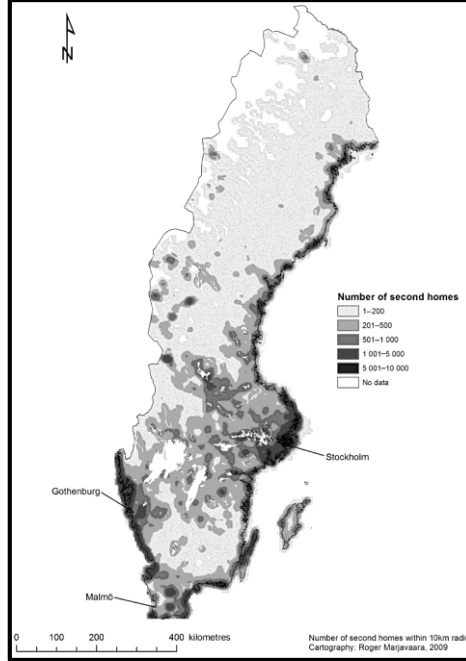 N
Number of second homes
1–200
201–500
501–1 000
1 001–5 000
5 001–10 000
No data
Stockholm
Gothenburg
Malmö
0 100 200 400 kilometres
Number of second homes within 10km radi
Cartography: Roger Marjavaara, 2009